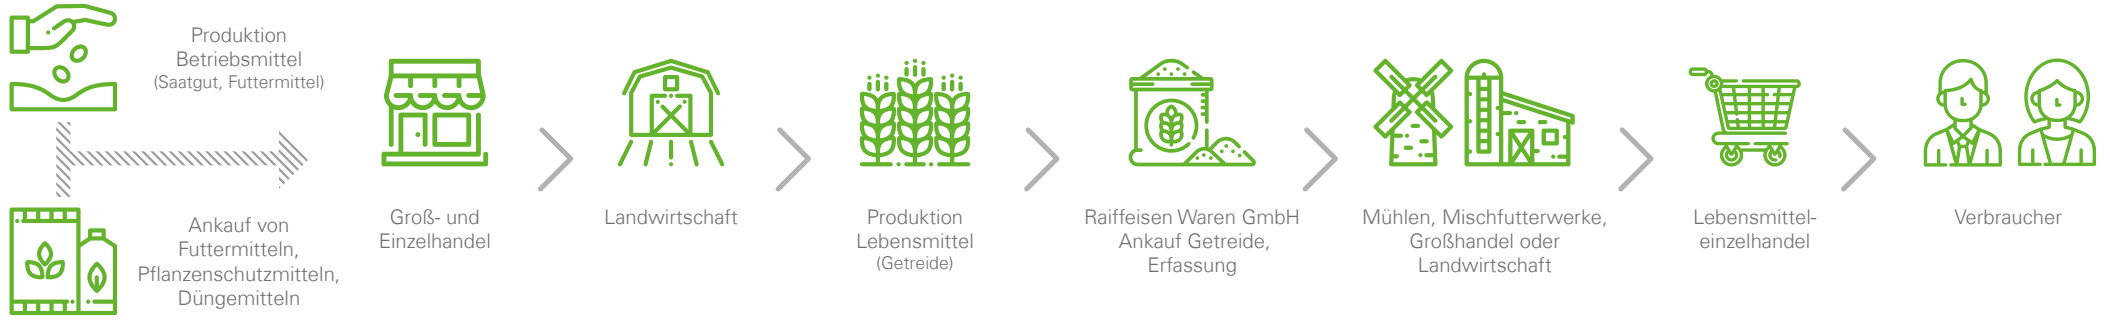 Produktion
Betriebsmittel
(Saatgut, Futtermittel)
Ankauf von
Futtermitteln,
Pflanzenschutzmitteln,
Düngemitteln
Groß- und
Einzelhandel
Landwirtschaft
Produktion
Lebensmittel
(Getreide)
Raiffeisen Waren GmbH
Ankauf Getreide,
Erfassung
Mühlen, Mischfutterwerke,
Großhandel oder
Landwirtschaft
Lebensmittel-
einzelhandel
Verbraucher